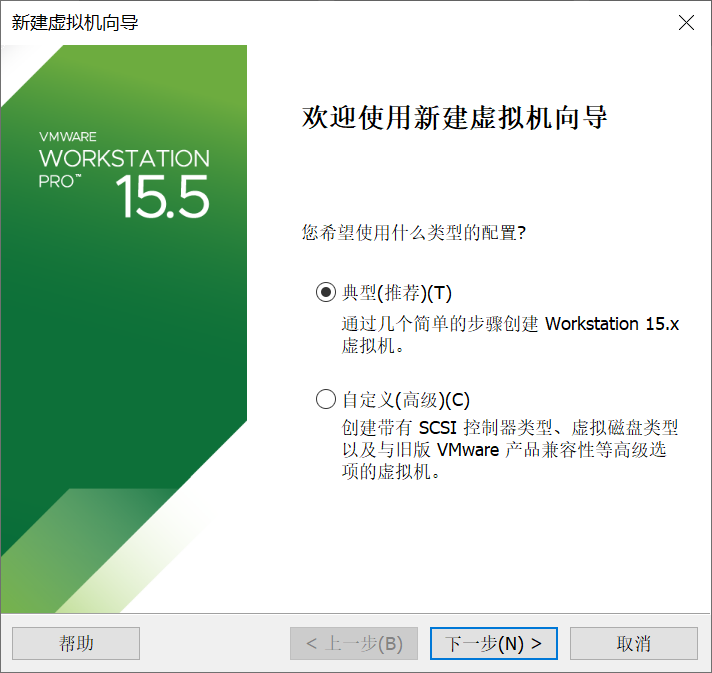 新建虚拟机向导
VMWARE
WORKSTATION
PRO™
15.5
欢迎使用新建虚拟机向导
您希望使用什么类型的配置?
典型(推荐)(T)
通过几个简单的步骤创建 Workstation 15.x
虚拟机。
自定义(高级)(C)
创建带有 SCSI 控制器类型、虚拟磁盘类型
以及与旧版 VMware 产品兼容性等高级选
项的虚拟机。
帮助
< 上一步(B)
下一步(N) >
取消